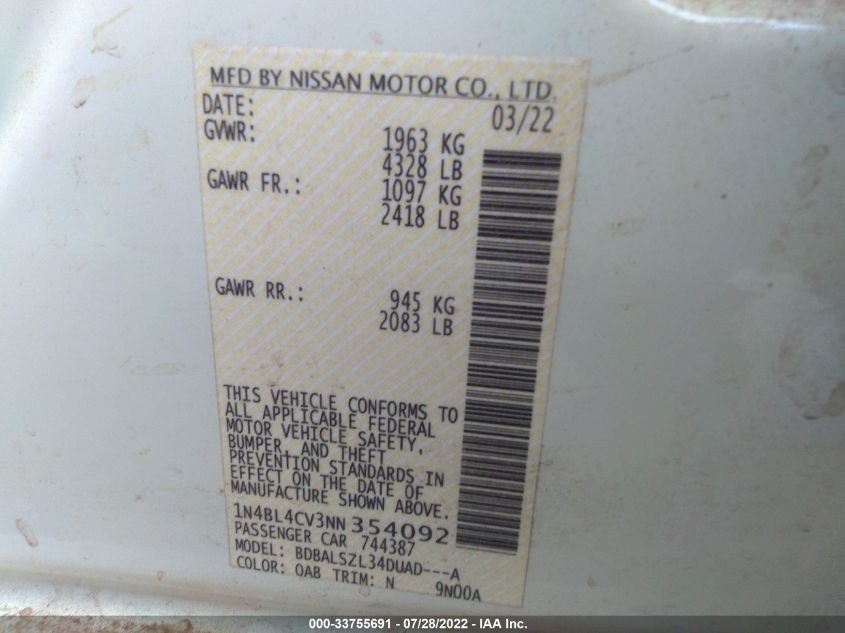 MFD BY NISSAN MOTOR CO., LTD.
DATE: 03/22
GVWR: 1963 KG
4328 LB
GAWR FR.: 1097 KG
2418 LB
GAWR RR.: 945 KG
2083 LB
THIS VEHICLE CONFORMS TO
ALL APPLICABLE FEDERAL
MOTOR VEHICLE SAFETY,
BUMPER, AND THEFT
PREVENTION STANDARDS IN
EFFECT ON THE DATE OF
MANUFACTURE SHOWN ABOVE.
1N4BL4CV3NN354092
PASSENGER CAR 744387
MODEL: BDBALSZL34DUAD---A
COLOR: OAB TRIM: N 9N00A
000-33755691 - 07/28/2022 - IAA Inc.